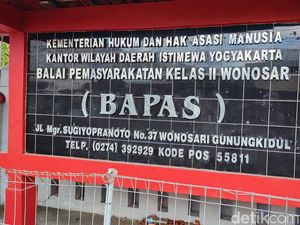 KEMENTERIAN HUKUM DAN HAK ASASI MANUSIA
KANTOR WILAYAH DAERAH ISTIMEWA YOGYAKARTA
BALAI PEMASYARAKATAN KELAS II WONOSAR
( BAPAS )
JL Mgr. SUGIYOPRANOTO No. 37 WONOSARI GUNUNGKIDUL
TELP, (0274) 392929 KODE POS 55811
detikcom